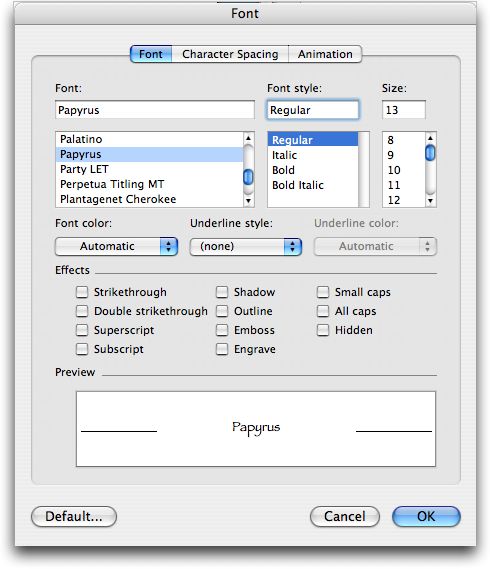 Font
Font Character Spacing Animation
Font: Font style: Size:
Papyrus Regular 13
Palatino Regular 8
Papyrus Italic 9
Party LET Bold 10
Perpetua Titling MT Bold Italic 11
Plantagenet Cherokee 12
Font color: Underline style: Underline color:
Automatic (none) Automatic
Effects
Strikethrough Shadow Small caps
Double strikethrough Outline All caps
Superscript Emboss Hidden
Subscript Engrave
Preview
Papyrus
Default... Cancel OK